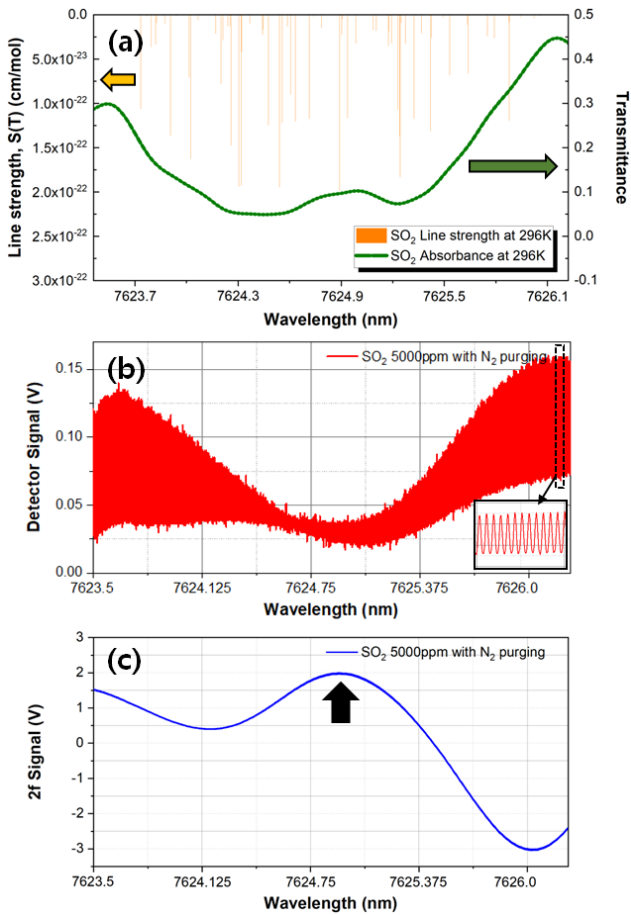 (a)
Line strength, S(T) (cm/mol)
0.0
5.0x10-23
1.0x10-22
1.5x10-22
2.0x10-22
2.5x10-22
3.0x10-22
0.5
0.4
0.3
0.2
0.1
0.0
-0.1
Transmittance
SO2 Line strength at 296K
SO2 Absorbance at 296K
7623.7 7624.3 7624.9 7625.5 7626.1
Wavelength (nm)
(b)
SO2 5000ppm with N2 purging
Detector Signal (V)
0.15
0.10
0.05
0.00
7623.5 7624.125 7624.75 7625.375 7626.0
Wavelength (nm)
(c)
SO2 5000ppm with N2 purging
2f Signal (V)
3
2
1
0
-1
-2
-3
7623.5 7624.125 7624.75 7625.375 7626.0
Wavelength (nm)